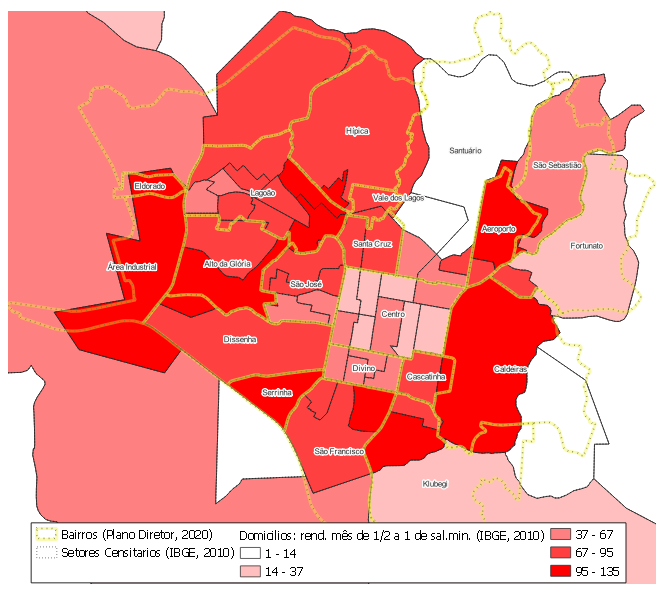 Hípica
Santuário
São Sebastião
Eldorado
Lagoão
Vale dos Lagos
Aeroporto
Santa Cruz
Fortunato
Área Industrial
Alto da Glória
São José
Centro
Dissenha
Divino
Cascatinha
Caldeiras
Serrinha
São Francisco
Klubegi
Bairros (Plano Diretor, 2020)
Setores Censitarios (IBGE, 2010)
Domicilios: rend. mês de 1/2 a 1 de sal.min. (IBGE, 2010)
1 - 14
14 - 37
37 - 67
67 - 95
95 - 135